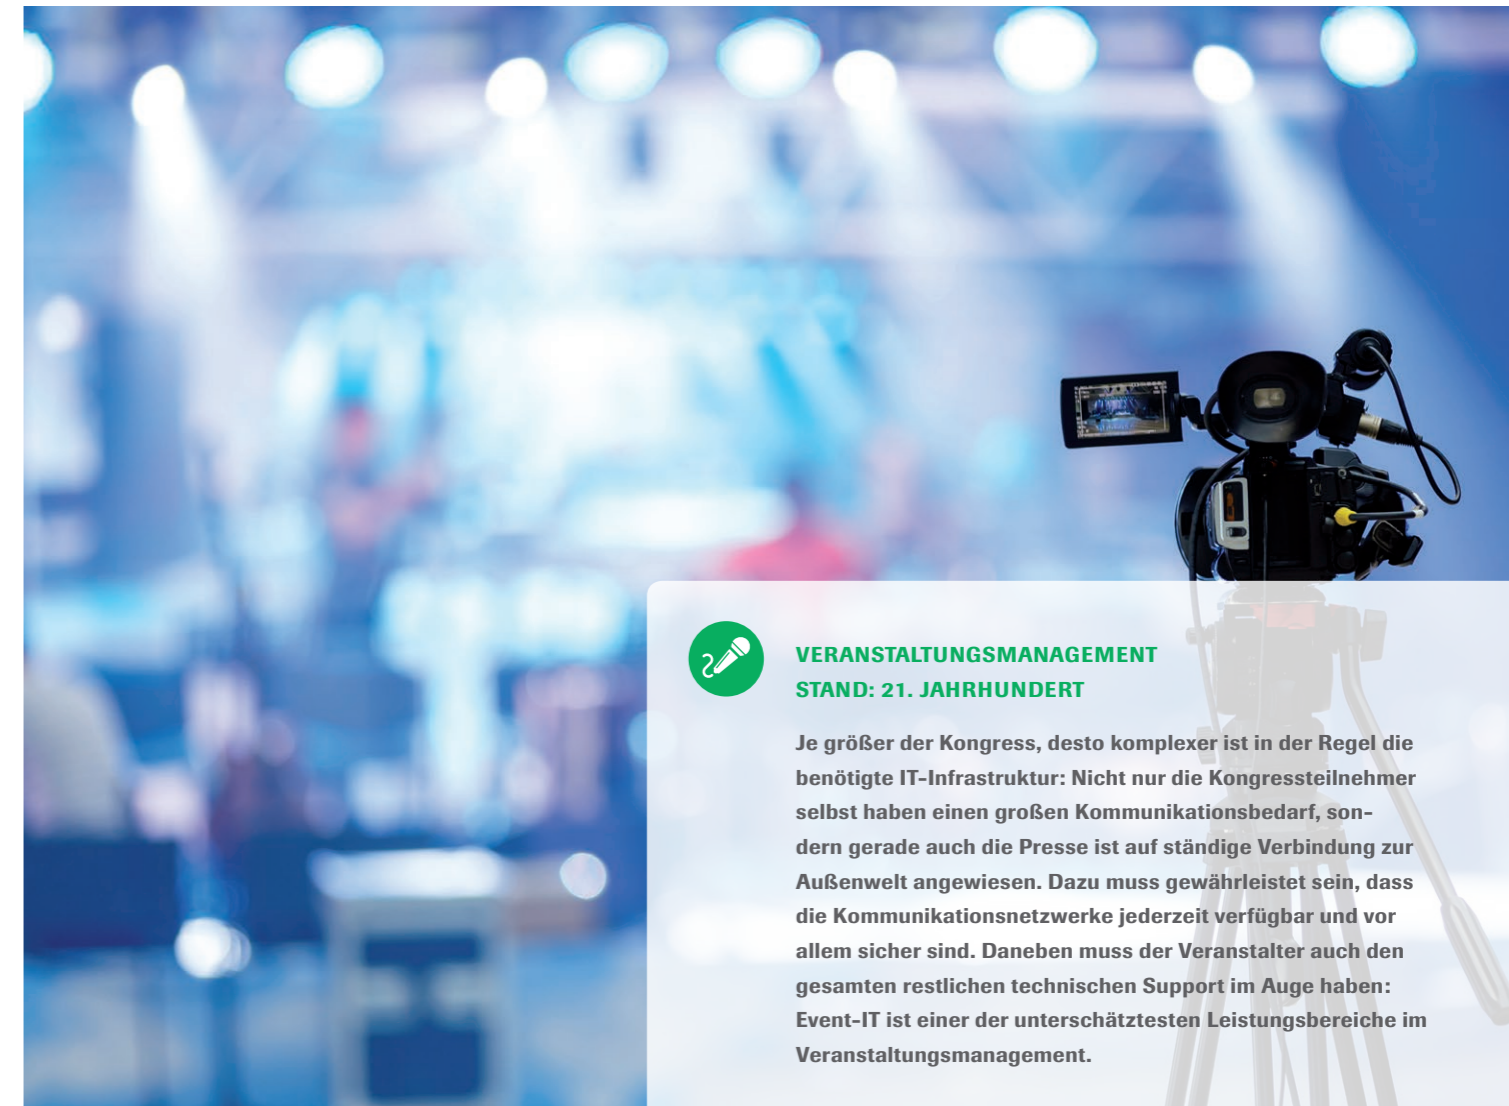 VERANSTALTUNGSMANAGEMENT
STAND: 21. JAHRHUNDERT
Je größer der Kongress, desto komplexer ist in der Regel die
benötigte IT-Infrastruktur: Nicht nur die Kongressteilnehmer
selbst haben einen großen Kommunikationsbedarf, son-
dern gerade auch die Presse ist auf ständige Verbindung zur
Außenwelt angewiesen. Dazu muss gewährleistet sein, dass
die Kommunikationsnetzwerke jederzeit verfügbar und vor
allem sicher sind. Daneben muss der Veranstalter auch den
gesamten restlichen technischen Support im Auge haben:
Event-IT ist einer der unterschätztesten Leistungsbereiche im
Veranstaltungsmanagement.